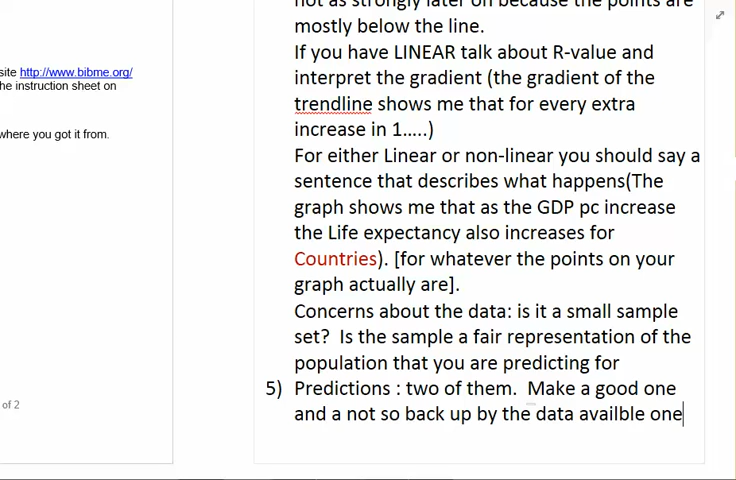 site http://www.bibme.org/
he instruction sheet on
where you got it from.
of 2
not as strongly later on because the points are
mostly below the line.
If you have LINEAR talk about R-value and
interpret the gradient (the gradient of the
trendline shows me that for every extra
increase in 1.....)
For either Linear or non-linear you should say a
sentence that describes what happens(The
graph shows me that as the GDP pc increase
the Life expectancy also increases for
Countries). [for whatever the points on your
graph actually are].
Concerns about the data: is it a small sample
set?  Is the sample a fair representation of the
population that you are predicting for
5) Predictions : two of them.  Make a good one
and a not so back up by the data availble one